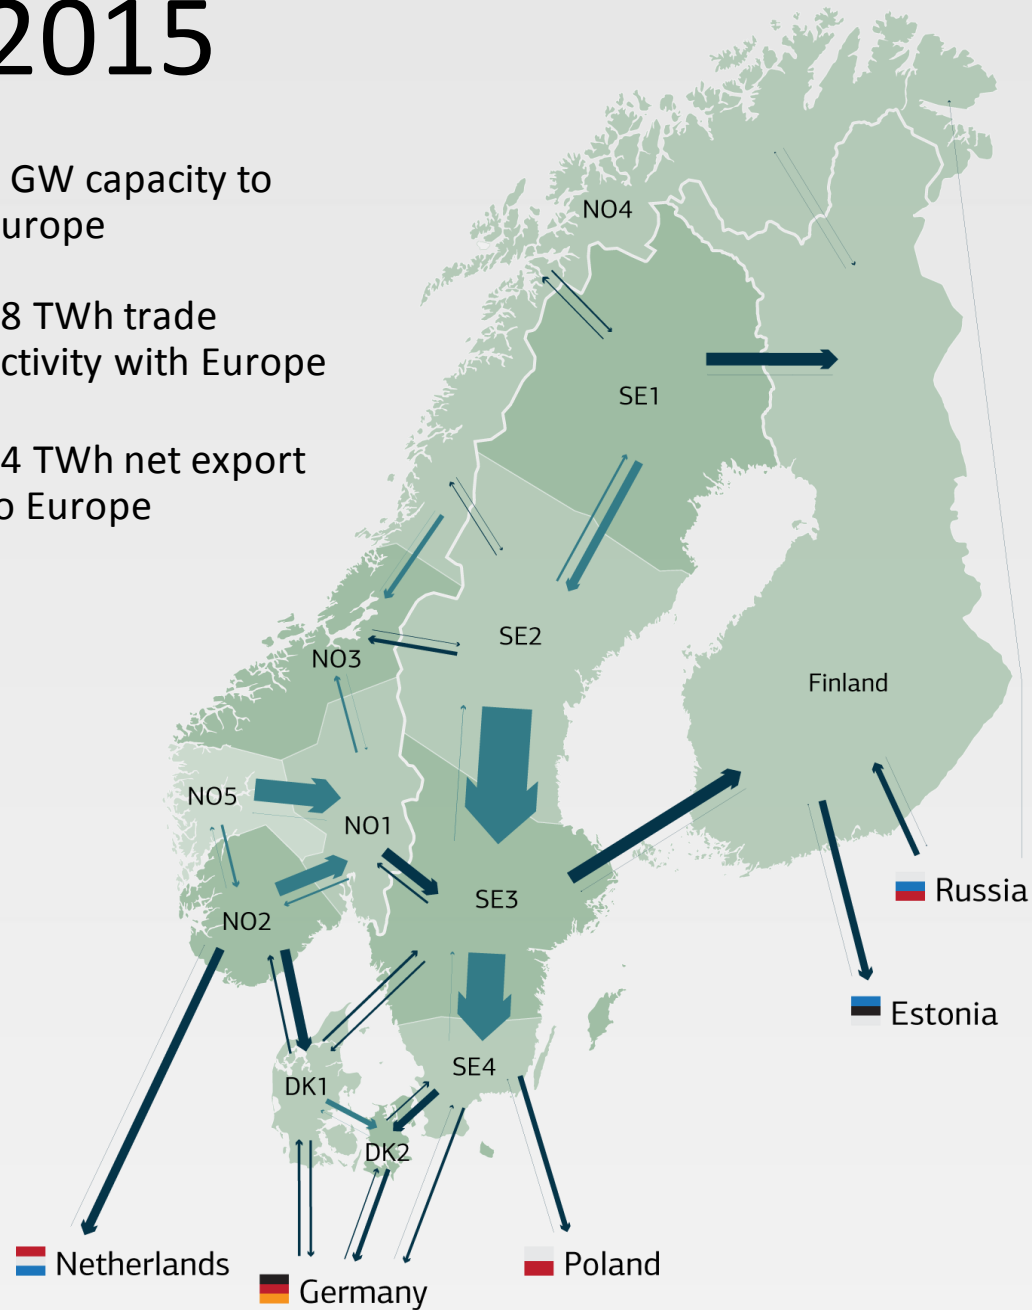 2015
GW capacity to
urope
8 TWh trade
ctivity with Europe
4 TWh net export
o Europe
NO4
SE1
SE2
NO3
Finland
NO5
NO1
Russia
SE3
NO2
Estonia
SE4
DK1
DK2
Netherlands
Germany
Poland